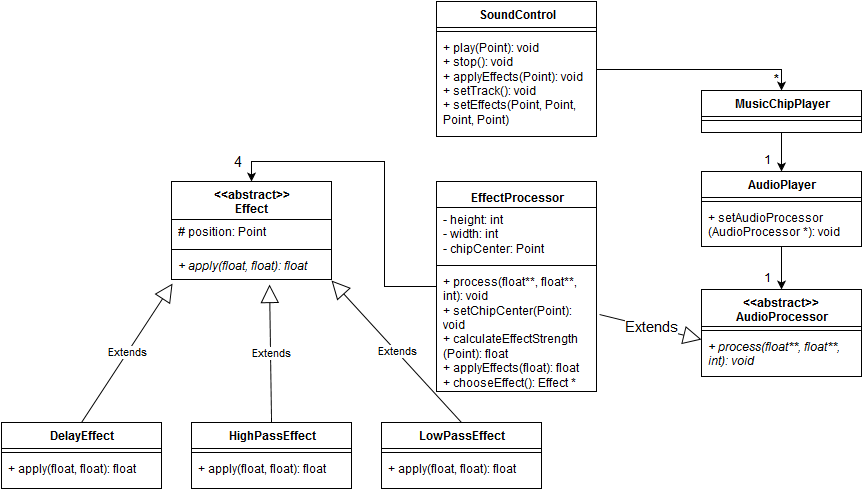 SoundControl
+ play(Point): void
+ stop(): void
+ applyEffects(Point): void
+ setTrack(): void
+ setEffects(Point, Point,
Point, Point)
*
MusicChipPlayer
1
AudioPlayer
+ setAudioProcessor
(AudioProcessor *): void
1
<<abstract>>
AudioProcessor
+ process(float**, float**,
int): void
4
<<abstract>>
Effect
# position: Point
+ apply(float, float): float
EffectProcessor
- height: int
- width: int
- chipCenter: Point
+ process(float**, float**,
int): void
+ setChipCenter(Point):
void
+ calculateEffectStrength
(Point): float
+ applyEffects(float): float
+ chooseEffect(): Effect *
Extends
Extends
Extends
Extends
DelayEffect
+ apply(float, float): float
HighPassEffect
+ apply(float, float): float
LowPassEffect
+ apply(float, float): float